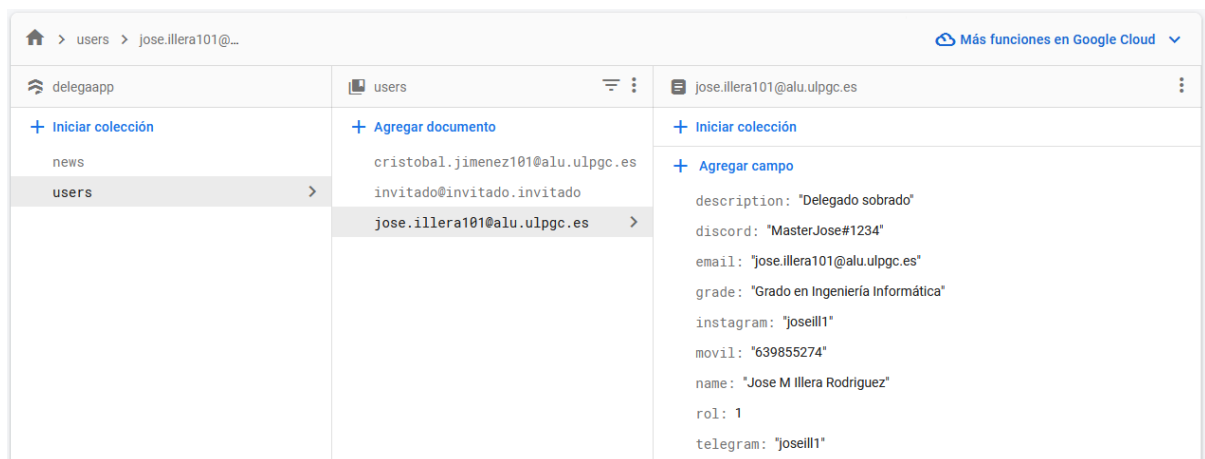 users
jose.illera101@…
Más funciones en Google Cloud
delegaapp
users
jose.illera101@alu.ulpgc.es
Iniciar colección
Agregar documento
Iniciar colección
news
users
cristobal.jimenez101@alu.ulpgc.es
invitado@invitado.invitado
jose.illera101@alu.ulpgc.es
Agregar campo
description: "Delegado sobrado"
discord: "MasterJose#1234"
email: "jose.illera101@alu.ulpgc.es"
grade: "Grado en Ingeniería Informática"
instagram: "joseill1"
movil: "639855274"
name: "Jose M Illera Rodriguez"
rol: 1
telegram: "joseill1"